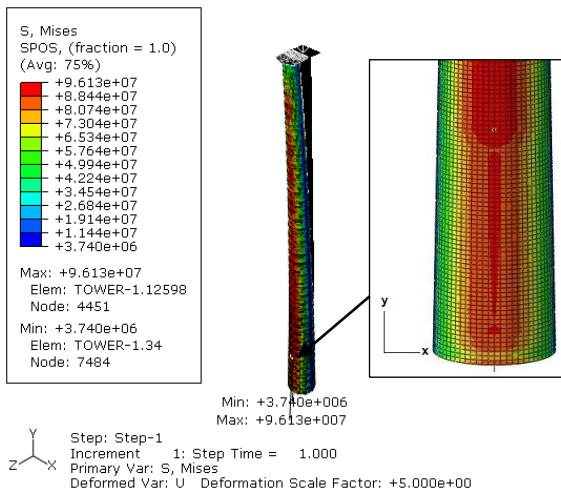 S, Mises
SPOS, (fraction = 1.0)
(Avg: 75%)
+9.613e+07
+8.844e+07
+8.074e+07
+7.304e+07
+6.534e+07
+5.764e+07
+4.994e+07
+4.224e+07
+3.454e+07
+2.684e+07
+1.914e+07
+1.144e+07
+3.740e+06
Max: +9.613e+07
Elem: TOWER-1.12598
Node: 4451
Min: +3.740e+06
Elem: TOWER-1.34
Node: 7484
y
x
Min: +3.740e+006
Max: +9.613e+007
Y
Z X
Step: Step-1
Increment 1: Step Time = 1.000
Primary Var: S, Mises
Deformed Var: U Deformation Scale Factor: +5.000e+00